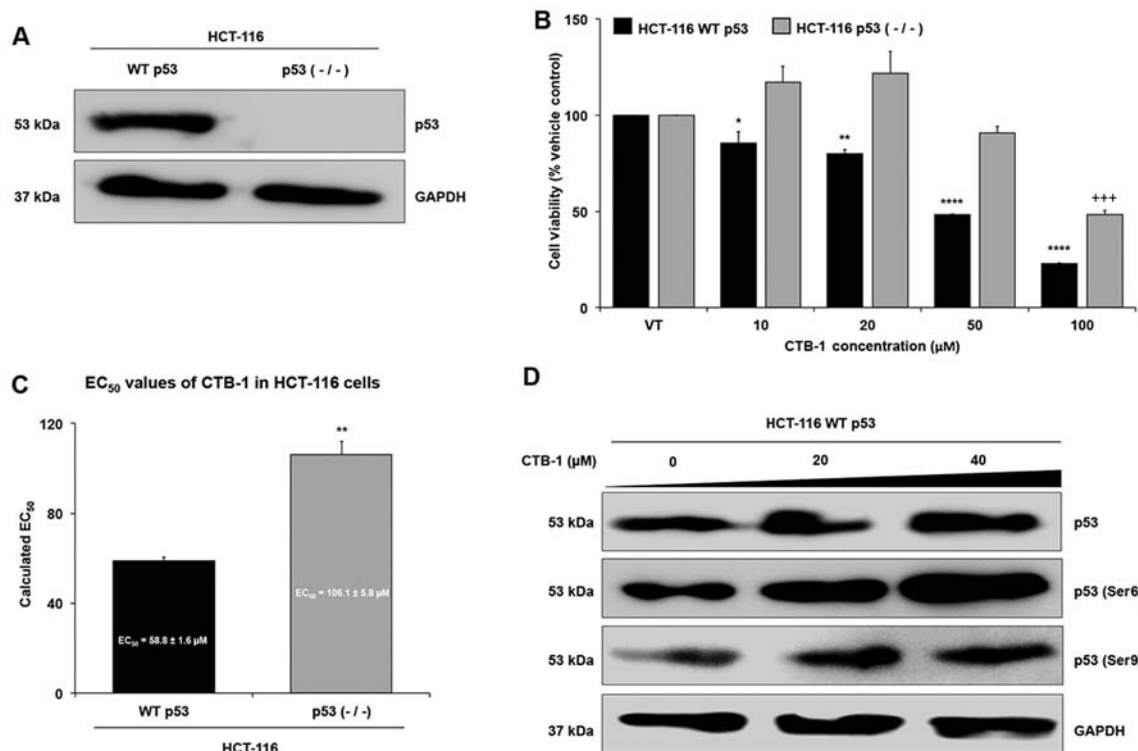 A
HCT-116
WT p53 p53 ( - / - )
53 kDa p53
37 kDa GAPDH
B
HCT-116 WT p53 HCT-116 p53 ( - / - )
Cell viability (% vehicle control)
150
100
50
0
* ** **** **** +++
VT 10 20 50 100
CTB-1 concentration (µM)
C
EC50 values of CTB-1 in HCT-116 cells
Calculated EC50
120
80
40
0
**
EC50 = 58.8 ± 1.6 µM
EC50 = 106.1 ± 5.8 µM
WT p53 p53 (- / -)
HCT-116
D
HCT-116 WT p53
CTB-1 (µM) 0 20 40
53 kDa p53
53 kDa p53 (Ser6
53 kDa p53 (Ser9
37 kDa GAPDH